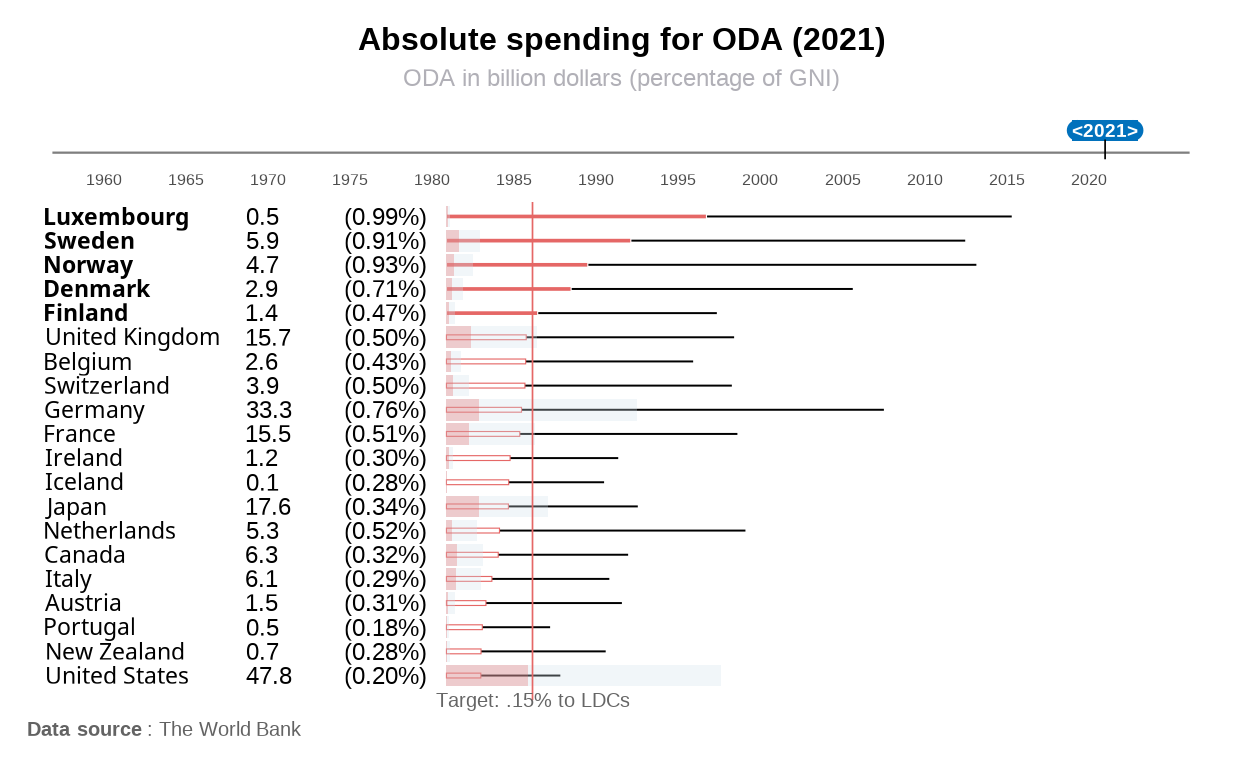 Absolute spending for ODA (2021)
ODA in billion dollars (percentage of GNI)
<2021>
1960 1965 1970 1975 1980 1985 1990 1995 2000 2005 2010 2015 2020
Luxembourg 0.5 (0.99%)
Sweden 5.9 (0.91%)
Norway 4.7 (0.93%)
Denmark 2.9 (0.71%)
Finland 1.4 (0.47%)
United Kingdom 15.7 (0.50%)
Belgium 2.6 (0.43%)
Switzerland 3.9 (0.50%)
Germany 33.3 (0.76%)
France 15.5 (0.51%)
Ireland 1.2 (0.30%)
Iceland 0.1 (0.28%)
Japan 17.6 (0.34%)
Netherlands 5.3 (0.52%)
Canada 6.3 (0.32%)
Italy 6.1 (0.29%)
Austria 1.5 (0.31%)
Portugal 0.5 (0.18%)
New Zealand 0.7 (0.28%)
United States 47.8 (0.20%)
Target: .15% to LDCs
Data source : The World Bank